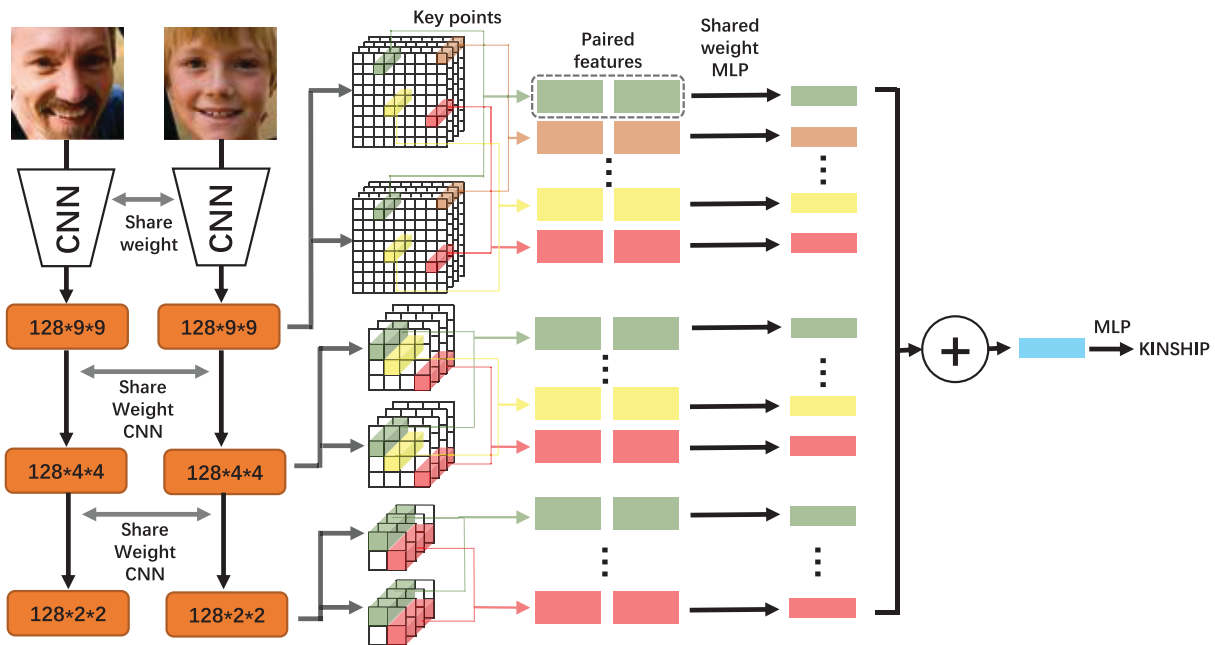 Key points
Paired
features
Shared
weight
MLP
CNN
CNN
Share
weight
128*9*9
128*9*9
Share
Weight
CNN
128*4*4
128*4*4
Share
Weight
CNN
128*2*2
128*2*2
+
MLP
KINSHIP